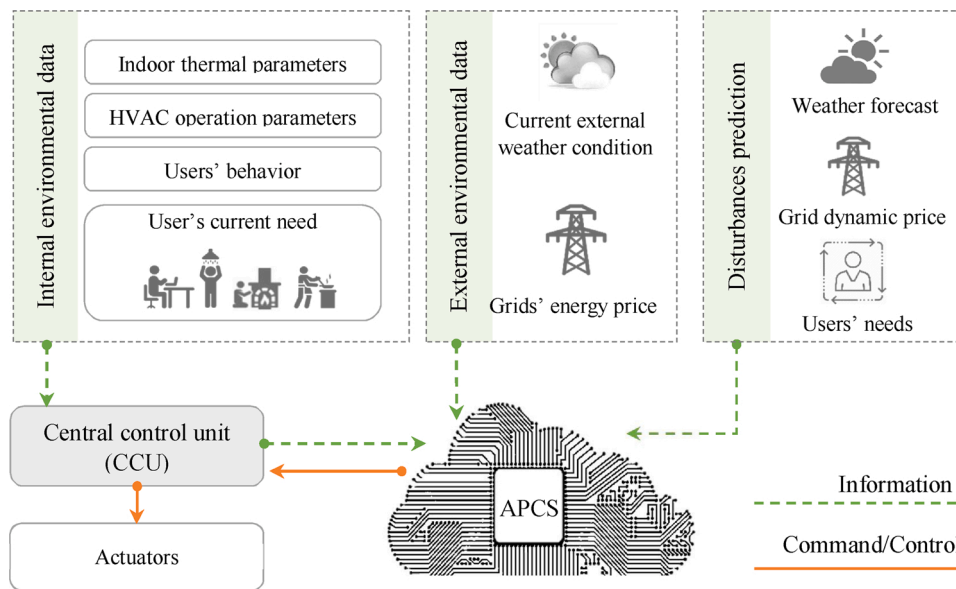 Internal environmental data
Indoor thermal parameters
HVAC operation parameters
Users’ behavior
User’s current need
External environmental data
Current external
weather condition
Grids’ energy price
Disturbances prediction
Weather forecast
Grid dynamic price
Users’ needs
Central control unit
(CCU)
Actuators
APCS
Information
Command/Control